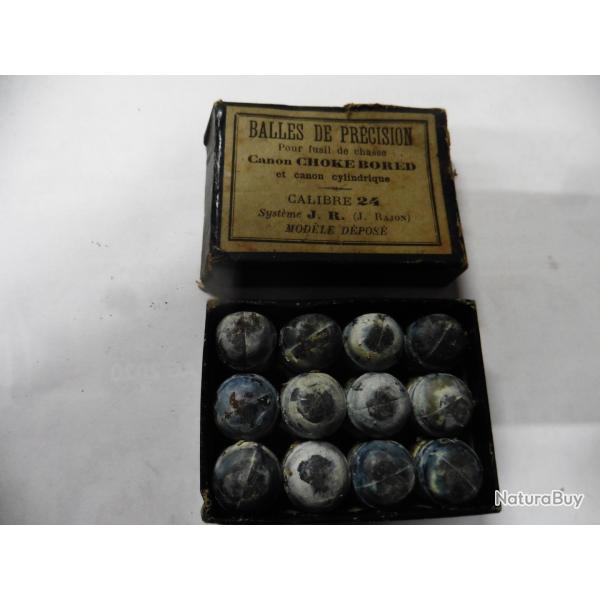 BALLES DE PRÉCISION
Pour fusil de chasse
Canon CHOKE BORED
et canon cylindrique
CALIBRE 24
Système J. R. (J. RAJON)
MODÈLE DÉPOSÉ
NaturaBuy